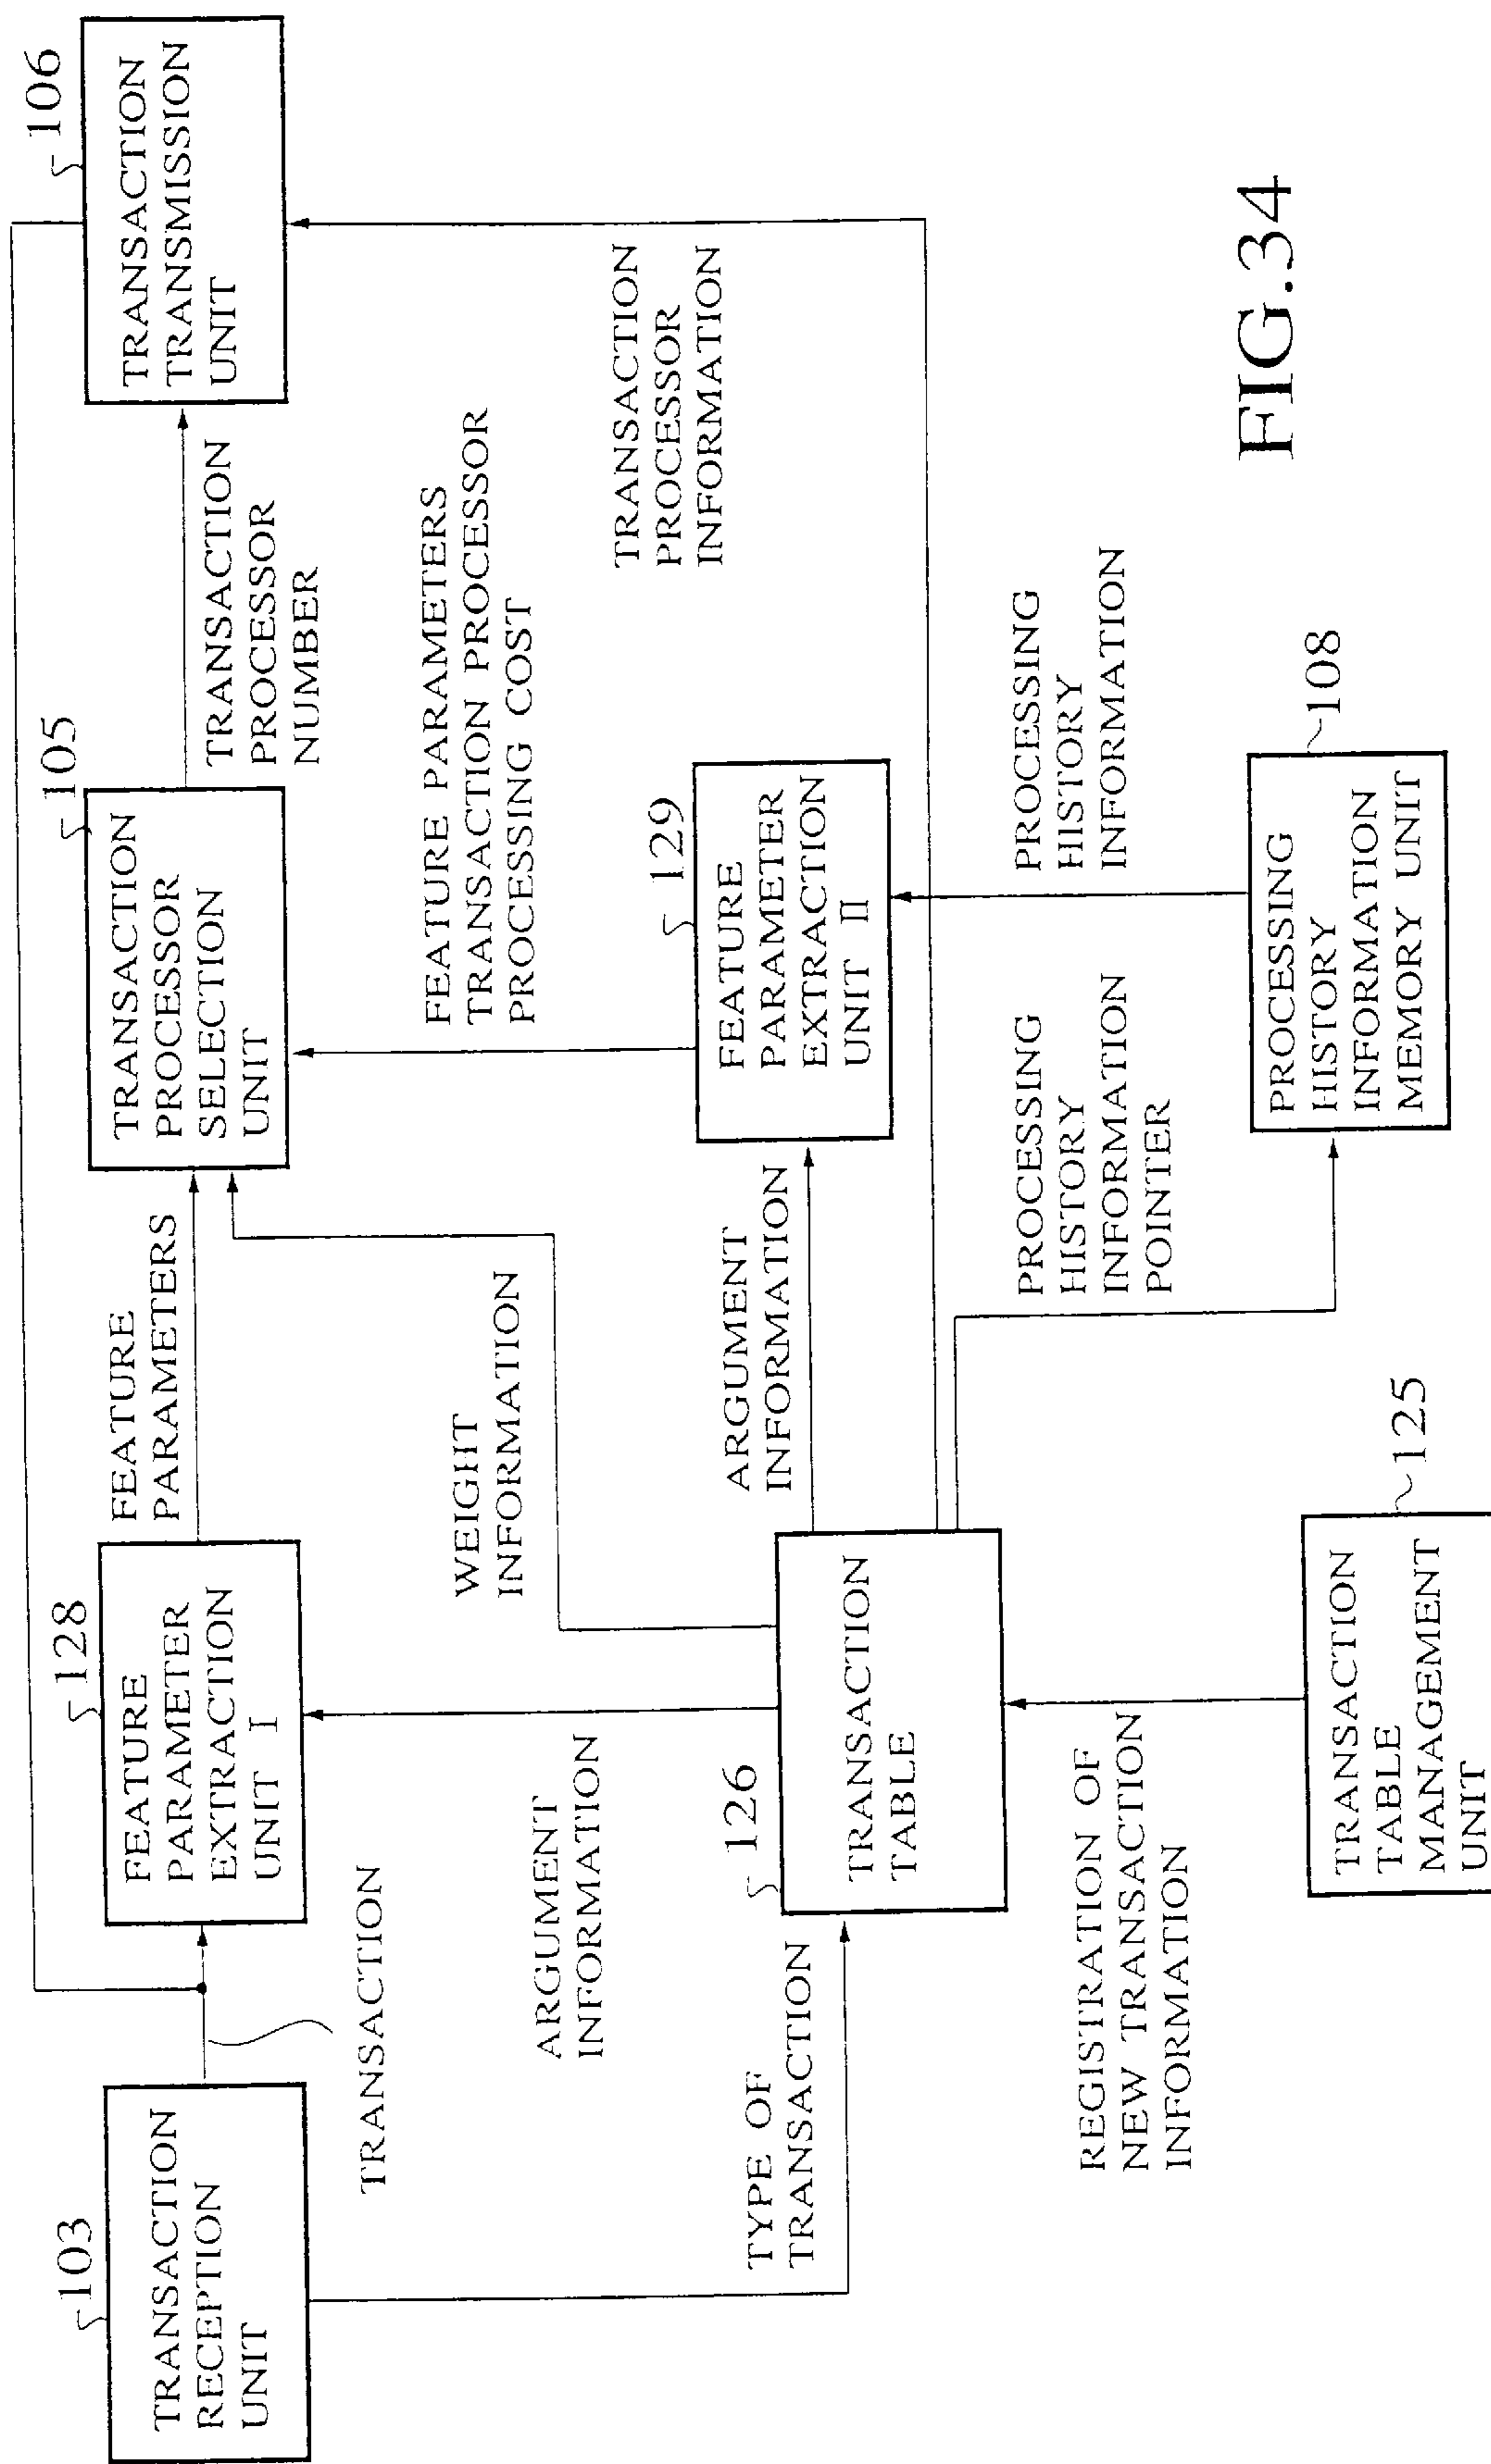 103
TRANSACTION
RECEPTION
UNIT
TRANSACTION
128
FEATURE
PARAMETER
EXTRACTION
UNIT I
FEATURE
PARAMETERS
105
TRANSACTION
PROCESSOR
SELECTION
UNIT
TRANSACTION
PROCESSOR
NUMBER
106
TRANSACTION
TRANSMISSION
UNIT
ARGUMENT
INFORMATION
WEIGHT
INFORMATION
FEATURE PARAMETERS
TRANSACTION PROCESSOR
PROCESSING COST
TRANSACTION
PROCESSOR
INFORMATION
TYPE OF
TRANSACTION
126
TRANSACTION
TABLE
ARGUMENT
INFORMATION
129
FEATURE
PARAMETER
EXTRACTION
UNIT II
REGISTRATION OF
NEW TRANSACTION
INFORMATION
PROCESSING
HISTORY
INFORMATION
POINTER
PROCESSING
HISTORY
INFORMATION
TRANSACTION
TABLE
MANAGEMENT
UNIT
125
PROCESSING
HISTORY
INFORMATION
MEMORY UNIT
108
FIG.34